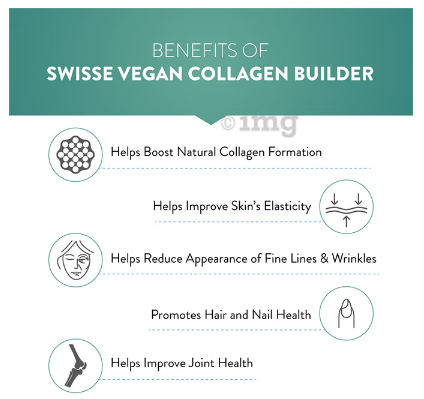 BENEFITS OF
SWISSE VEGAN COLLAGEN BUILDER
©img
Helps Boost Natural Collagen Formation
Helps Improve Skin's Elasticity
Helps Reduce Appearance of Fine Lines & Wrinkles
Promotes Hair and Nail Health
Helps Improve Joint Health